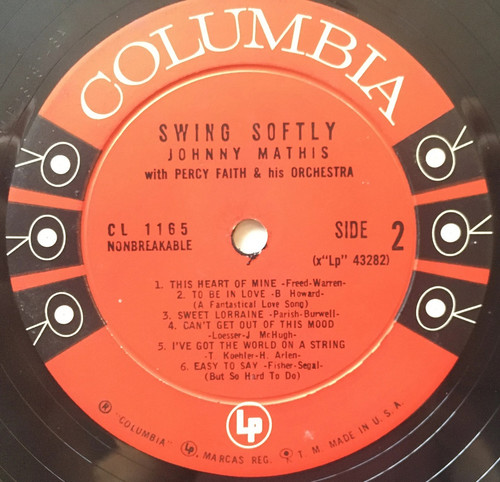 COLUMBIA
SWING SOFTLY
JOHNNY MATHIS
with PERCY FAITH & his ORCHESTRA
CL 1165
NONBREAKABLE
SIDE 2
(x"Lp" 43282)
1. THIS HEART OF MINE -Freed-Warren-
2. TO BE IN LOVE -B Howard-
(A Fantastical Love Song)
3. SWEET LORRAINE -Parish-Burwell-
4. CAN'T GET OUT OF THIS MOOD
-Loesser-J McHugh-
5. I'VE GOT THE WORLD ON A STRING
-T Koehler-H. Arlen-
6. EASY TO SAY -Fisher-Segal-
(But So Hard To Do)
Lp
® "COLUMBIA" MARCAS REG. T M. MADE IN U.S.A.